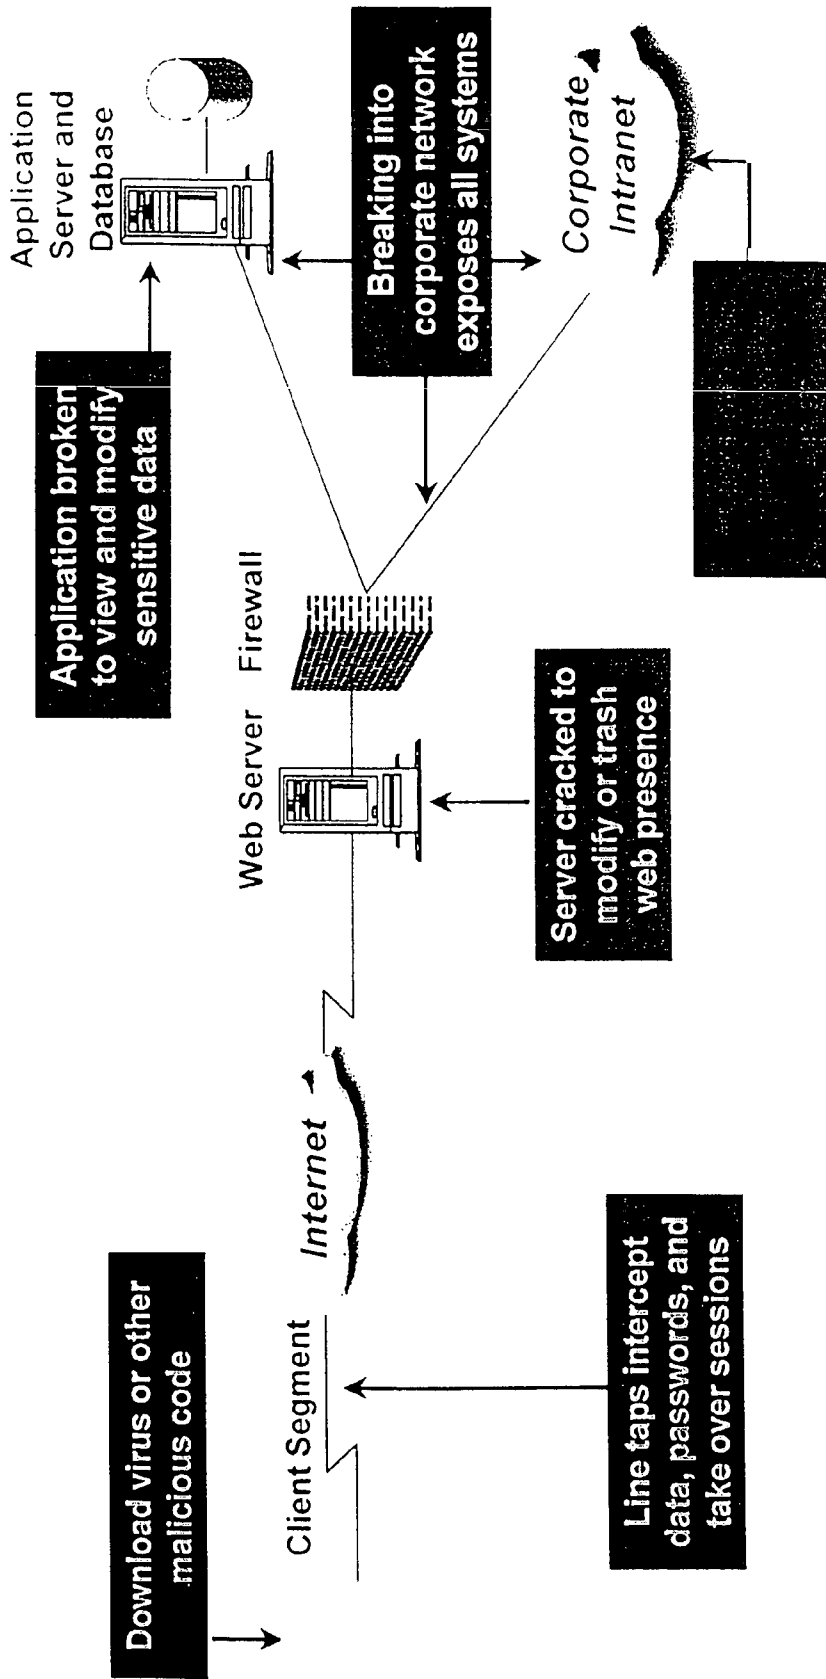 Download virus or other
malicious code
Client Segment
Line taps intercept
data, passwords, and
take over sessions
Internet
Web Server
Server cracked to
modify or trash
web presence
Firewall
Application broken
to view and modify
sensitive data
Application
Server and
Database
Breaking into
corporate network
exposes all systems
Corporate
Intranet